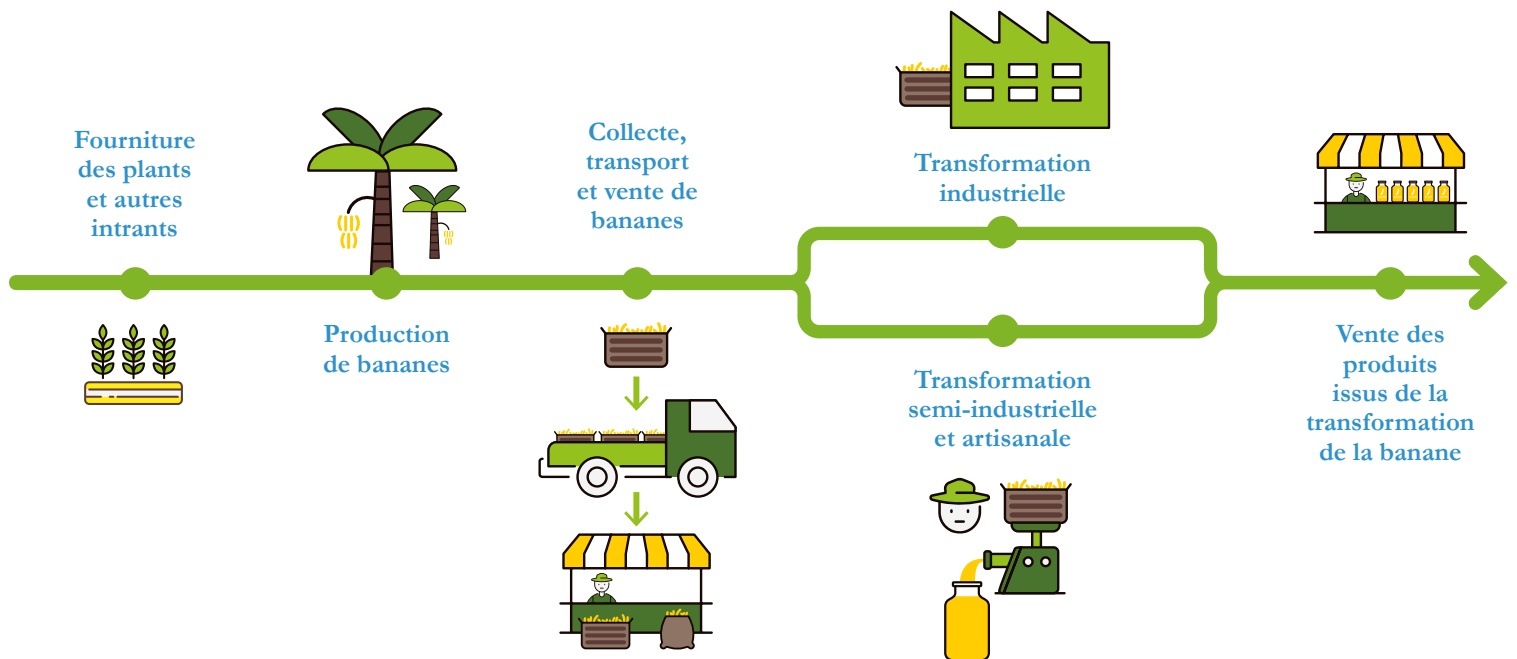 Fourniture
des plants
et autres
intrants
Production
de bananes
Collecte,
transport
et vente de
bananes
Transformation
industrielle
Transformation
semi-industrielle
et artisanale
Vente des
produits
issus de la
transformation
de la banane